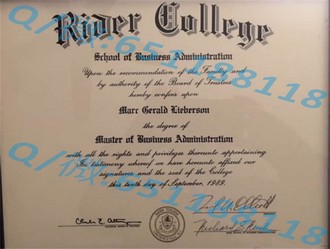 Rider College
School of Business Administration
Upon the recommendation of the Faculty and
by authority of the Board of Trustees
hereby confers upon
Marc Gerald Lieberson
the degree of
Master of Business Administration
with all the rights and privileges thereunto appertaining
In testimony whereof we have hereunto affixed our
signatures and the seal of the College
this tenth day of September, 1989.